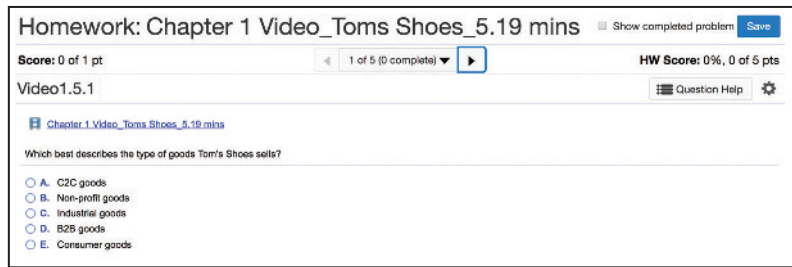 Homework: Chapter 1 Video_Toms Shoes_5.19 mins Show completed problem Save
Score: 0 of 1 pt 1 of 5 (0 complete) HW Score: 0%, 0 of 5 pts
Video1.5.1 Question Help
Chapter 1 Video_Toms Shoes_5.19 mins
Which best describes the type of goods Tom's Shoes sells?
A. C2C goods
B. Non-profit goods
C. Industrial goods
D. B2B goods
E. Consumer goods